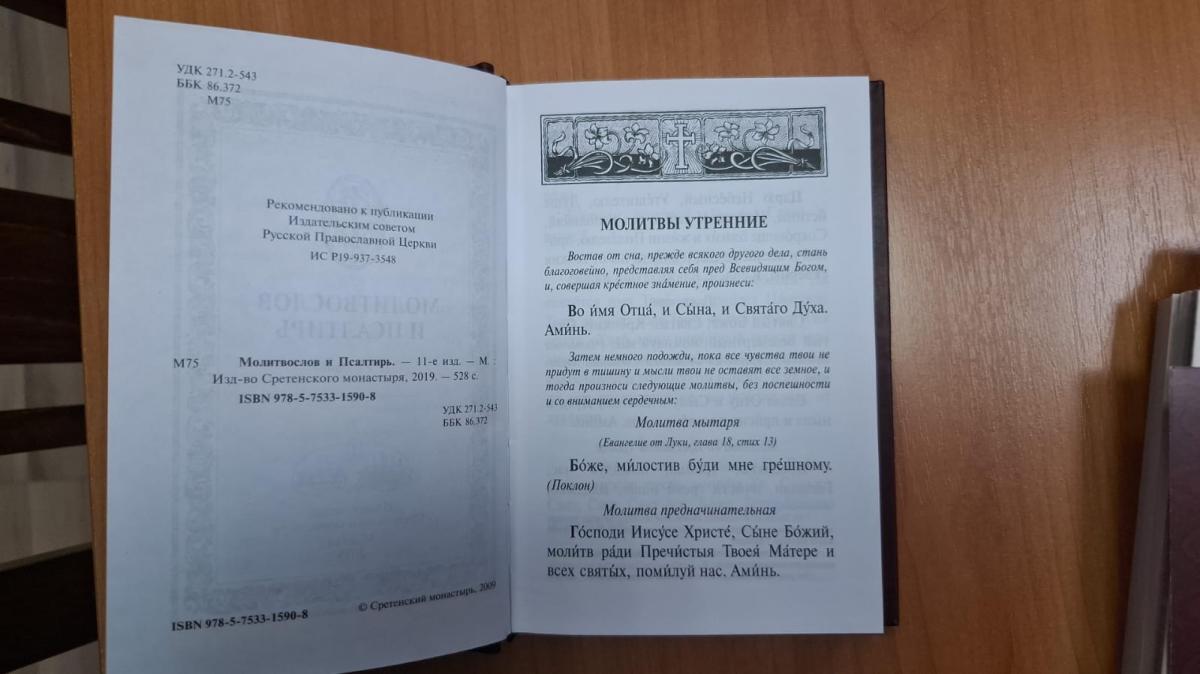 УДК 271.2-543
ББК 86.372
М75
Рекомендовано к публикации
Издательским советом
Русской Православной Церкви
ИС Р19-937-3548
М75 Молитвослов и Псалтирь. — 11-е изд. — М. :
Изд-во Сретенского монастыря, 2019. — 528 с.
ISBN 978-5-7533-1590-8
УДК 271.2-543
ББК 86.372
ISBN 978-5-7533-1590-8
© Сретенский монастырь, 2009
МОЛИТВЫ УТРЕННИЕ
Востав от сна, прежде всякого другого дела, стань
благоговейно, представляя себя пред Всевидящим Богом,
и, совершая кре́стное зна́мение, произнеси:
Во и́мя Отца́, и Сы́на, и Свята́го Ду́ха.
Ами́нь.
Затем немного подожди, пока все чувства твои не
придут в тишину и мысли твои не оставят все земное, и
тогда произноси следующие молитвы, без поспешности
и со вниманием сердечным:
Молитва мытаря
(Евангелие от Луки, глава 18, стих 13)
Бо́же, ми́лостив бу́ди мне гре́шному.
(Поклон)
Молитва предначинательная
Го́споди Иису́се Христе́, Сы́не Бо́жий,
моли́тв ра́ди Пречи́стыя Твоея́ Ма́тере и
всех святы́х, поми́луй нас. Ами́нь.
МОЛИТВОСЛОВ
И ПСАЛТИРЬ